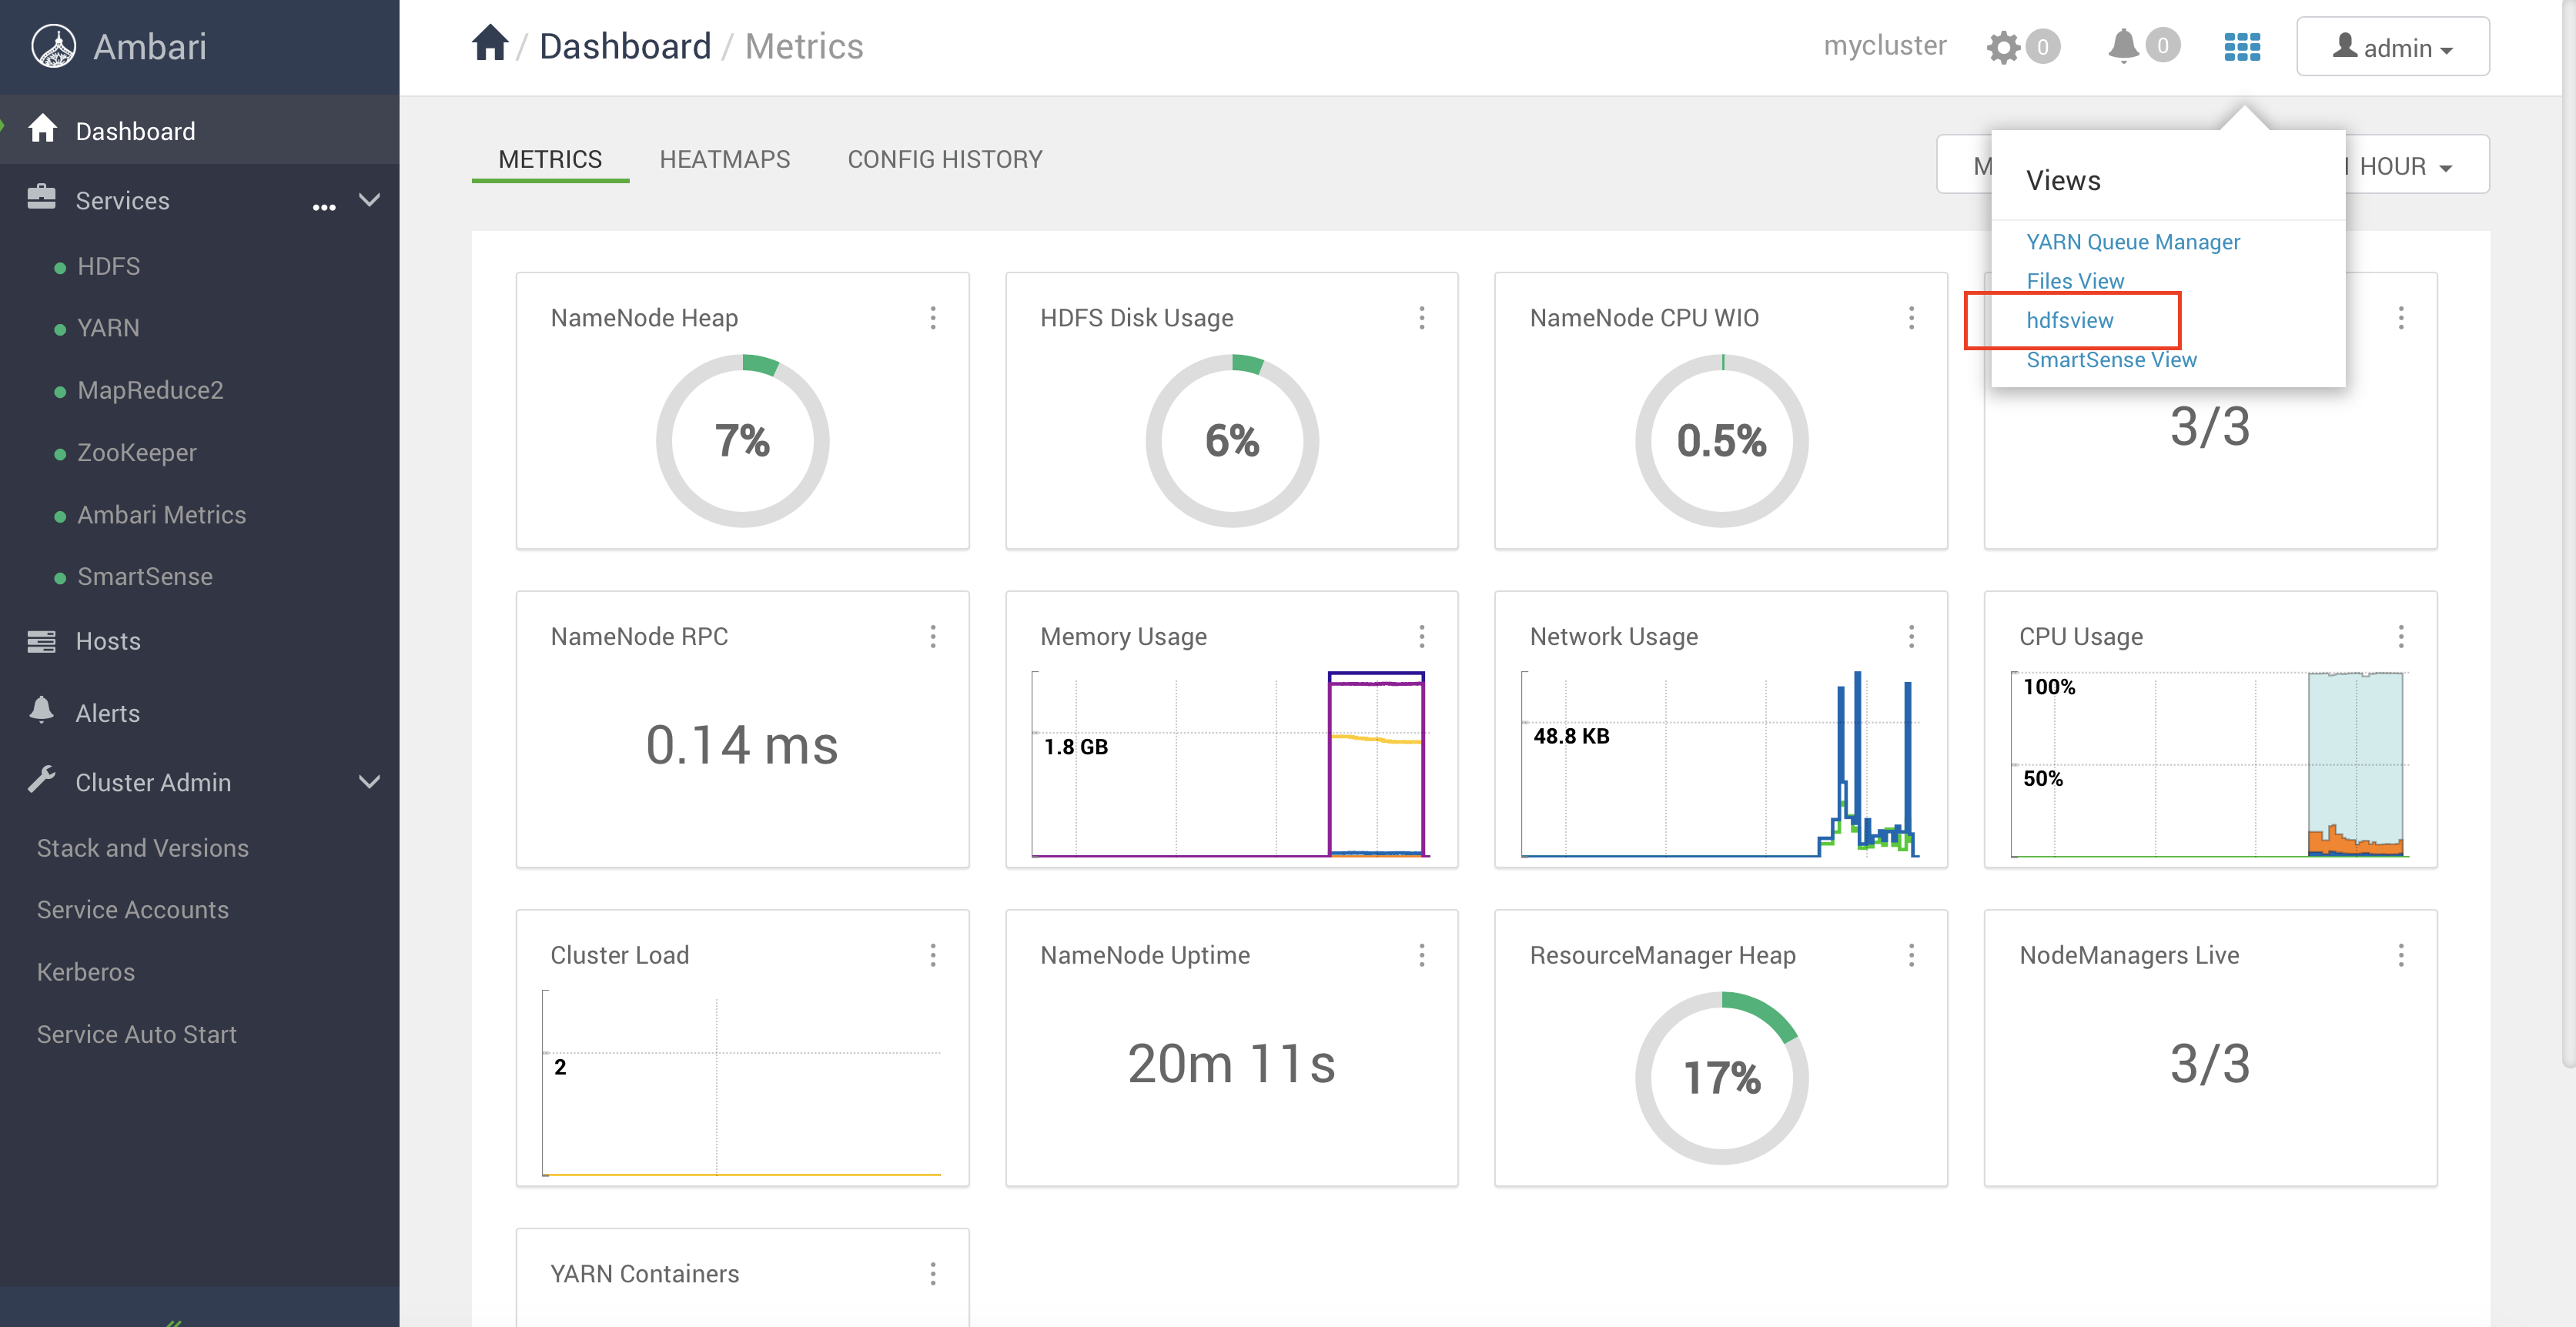 Ambari
Dashboard
Services
...
HDFS
YARN
MapReduce2
ZooKeeper
Ambari Metrics
SmartSense
Hosts
Alerts
Cluster Admin
Stack and Versions
Service Accounts
Kerberos
Service Auto Start
/ Dashboard / Metrics
mycluster
0
0
admin
METRICS
HEATMAPS
CONFIG HISTORY
M
HOUR
Views
YARN Queue Manager
Files View
hdfsview
SmartSense View
NameNode Heap
7%
HDFS Disk Usage
6%
NameNode CPU WIO
0.5%
3/3
NameNode RPC
0.14 ms
Memory Usage
1.8 GB
Network Usage
48.8 KB
CPU Usage
100%
50%
Cluster Load
2
NameNode Uptime
20m 11s
ResourceManager Heap
17%
NodeManagers Live
3/3
YARN Containers